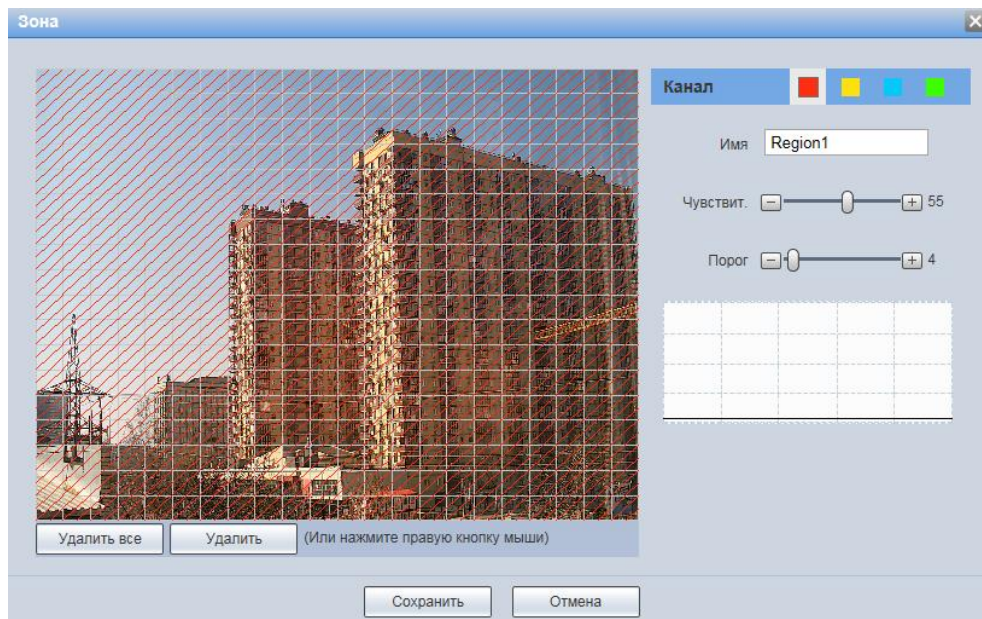 Зона
Канал
Имя Region1
Чувствит. 55
Порог 4
Удалить все Удалить (Или нажмите правую кнопку мыши)
Сохранить Отмена